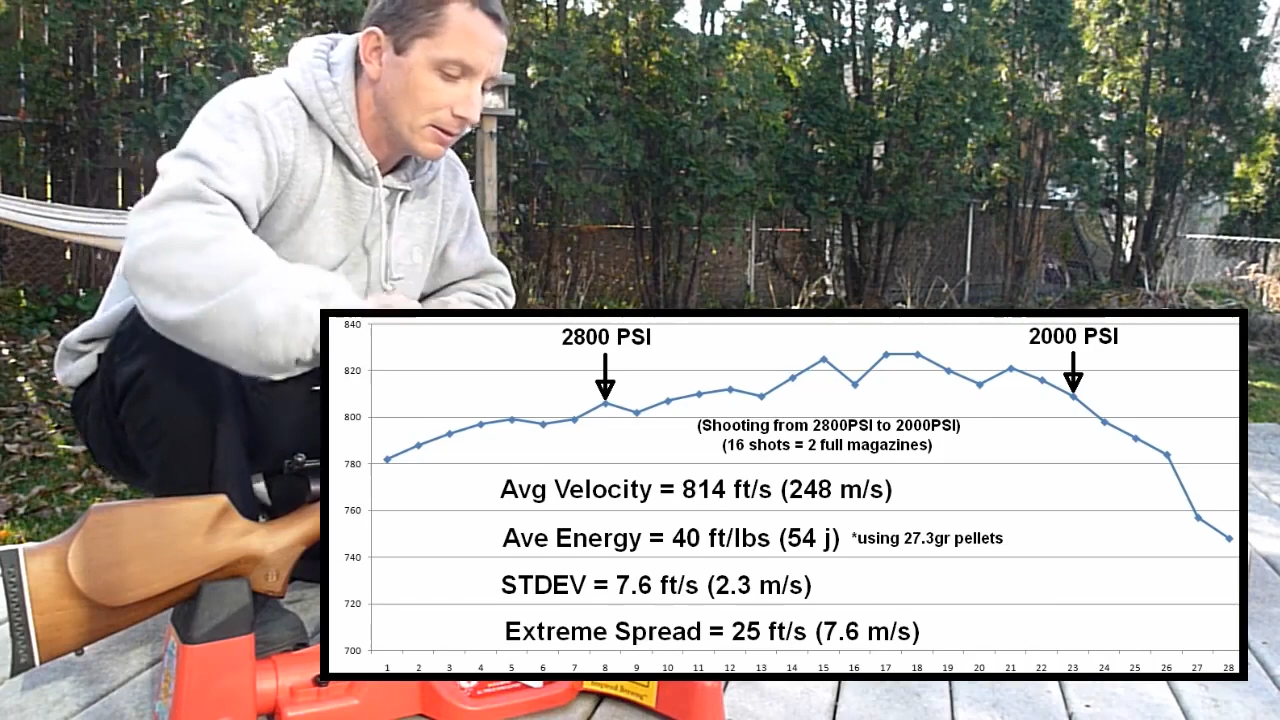 2800 PSI
2000 PSI
840
820
800
780
760
740
720
700
(Shooting from 2800PSI to 2000PSI)
(16 shots = 2 full magazines)
Avg Velocity = 814 ft/s (248 m/s)
Ave Energy = 40 ft/lbs (54 j) *using 27.3gr pellets
STDEV = 7.6 ft/s (2.3 m/s)
Extreme Spread = 25 ft/s (7.6 m/s)
1 2 3 4 5 6 7 8 9 10 11 12 13 14 15 16 17 18 19 20 21 22 23 24 25 26 27 28